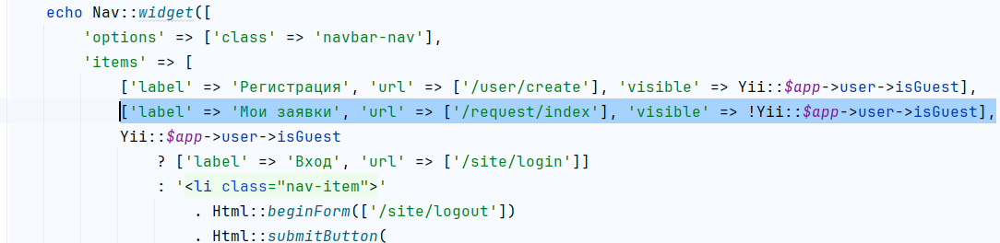 echo Nav::widget([
'options' => ['class' => 'navbar-nav'],
'items' => [
['label' => 'Регистрация', 'url' => ['/user/create'], 'visible' => Yii::$app->user->isGuest],
['label' => 'Мои заявки', 'url' => ['/request/index'], 'visible' => !Yii::$app->user->isGuest],
Yii::$app->user->isGuest
? ['label' => 'Вход', 'url' => ['/site/login']]
: '<li class="nav-item">'
. Html::beginForm(['/site/logout'])
. Html::submitButton(